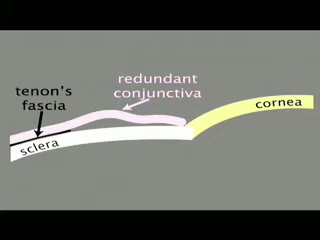 redundant
conjunctiva
tenon's
fascia
cornea
sclera